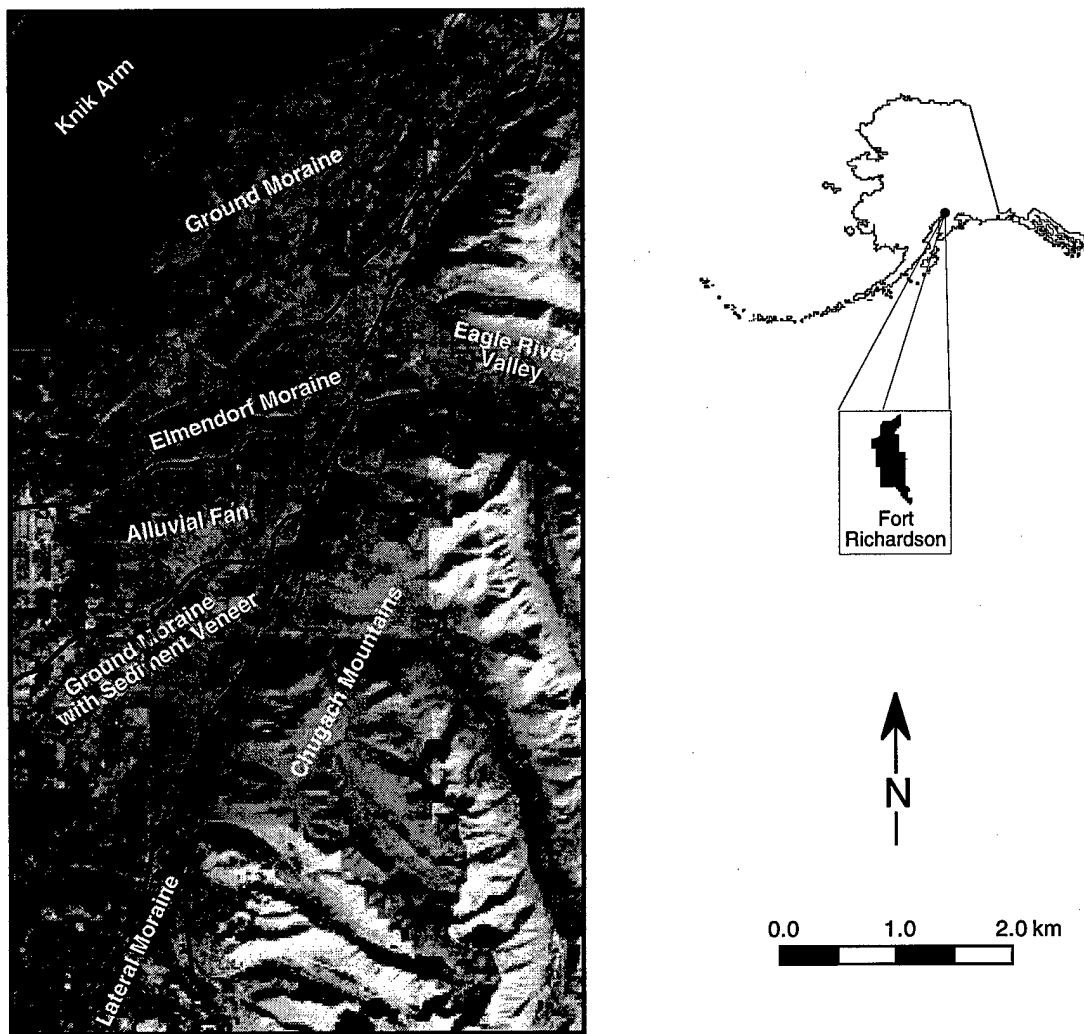 Knik Arm
Ground Moraine
Eagle River
Valley
Elmendorf Moraine
Alluvial Fan
Ground Moraine
with Sediment Veneer
Chugach Mountains
Lateral Moraine
Fort
Richardson
N
0.0 1.0 2.0 km